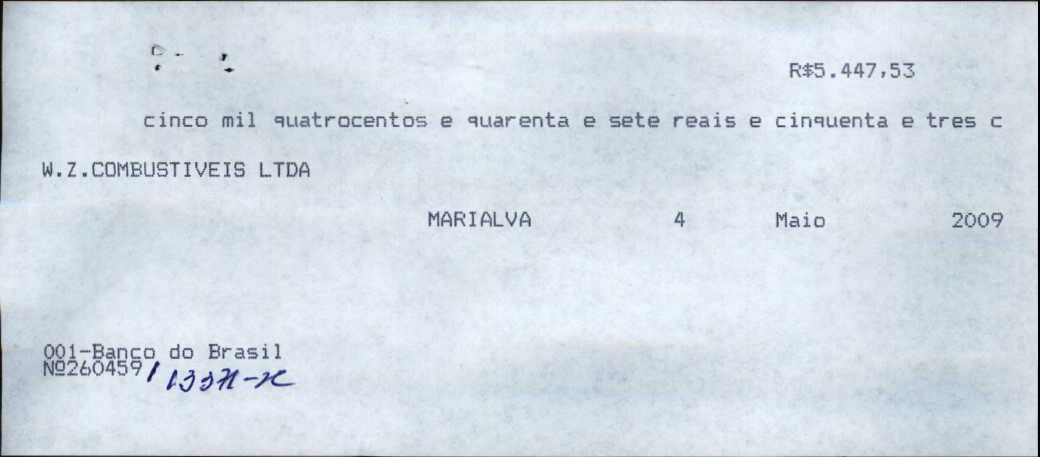 R$5.447,53
cinco mil quatrocentos e quarenta e sete reais e cinquenta e tres c
W.Z.COMBUSTIVEIS LTDA
MARIALVA 4 Maio 2009
001-Banco do Brasil
Nº260459/